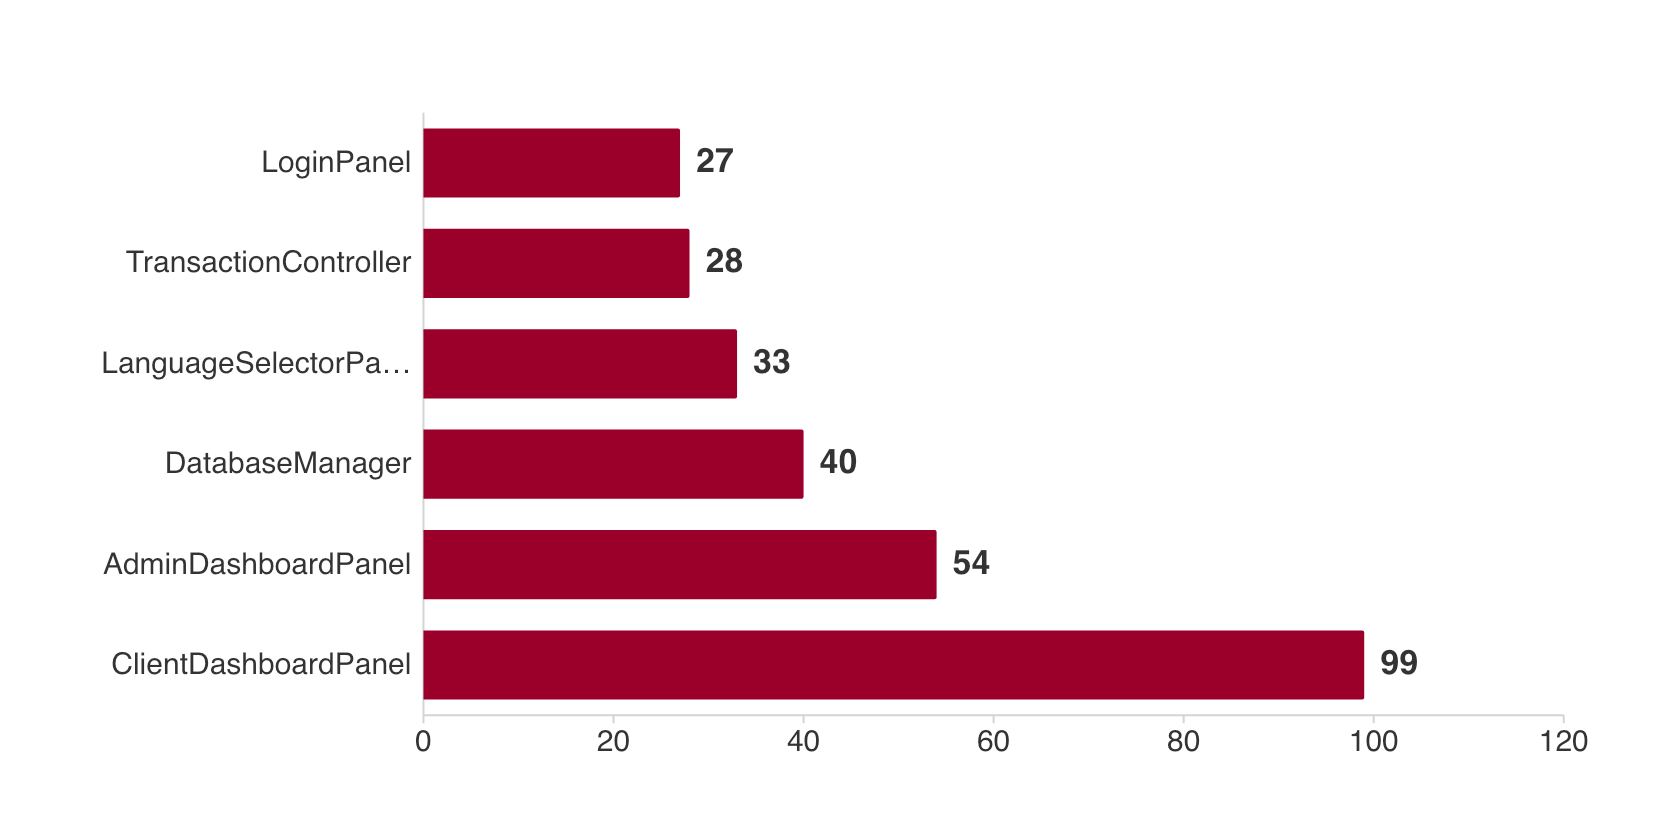 LoginPanel 27
TransactionController 28
LanguageSelectorPa... 33
DatabaseManager 40
AdminDashboardPanel 54
ClientDashboardPanel 99
0 20 40 60 80 100 120